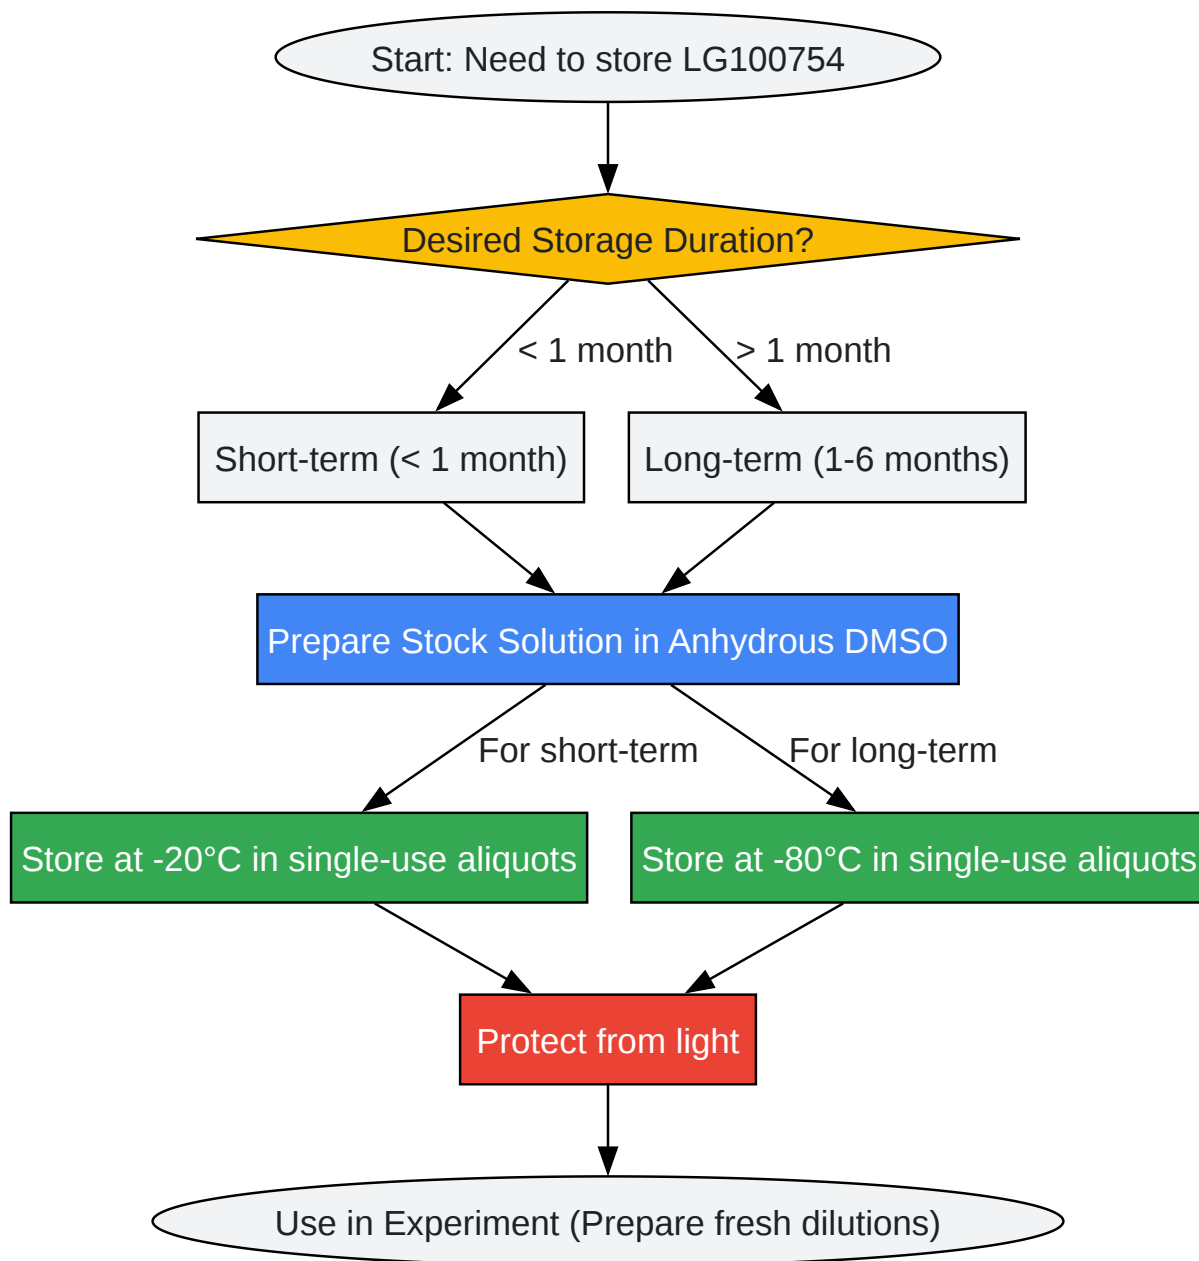 Start: Need to store LG100754
Desired Storage Duration?
< 1 month
> 1 month
Short-term (< 1 month)
Long-term (1-6 months)
Prepare Stock Solution in Anhydrous DMSO
For short-term
For long-term
Store at -20°C in single-use aliquots
Store at -80°C in single-use aliquots
Protect from light
Use in Experiment (Prepare fresh dilutions)